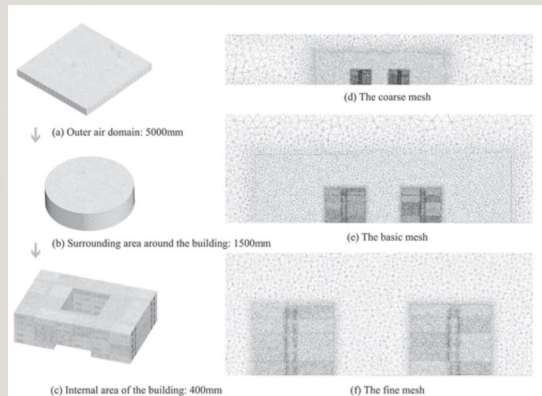 (a) Outer air domain: 5000mm
(b) Surrounding area around the building: 1500mm
(c) Internal area of the building: 400mm
(d) The coarse mesh
(e) The basic mesh
(f) The fine mesh